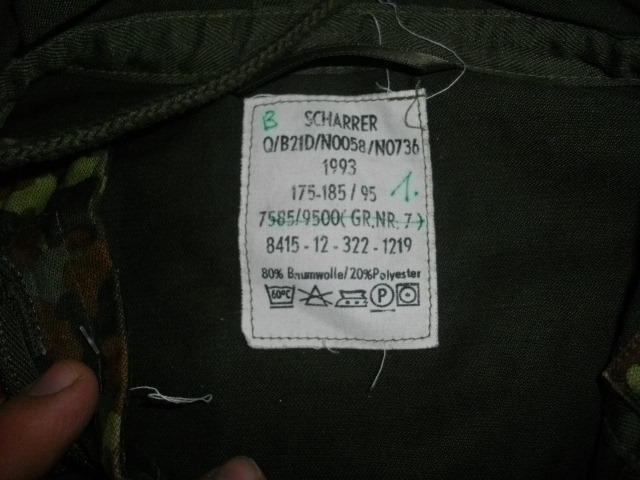 B SCHARRER
Q/B21D/N0058/N0736
1993
175-185/95 1.
7585/9500(GR.NR.7)
8415-12-322-1219
80% Baumwolle/20%Polyester
60°C P